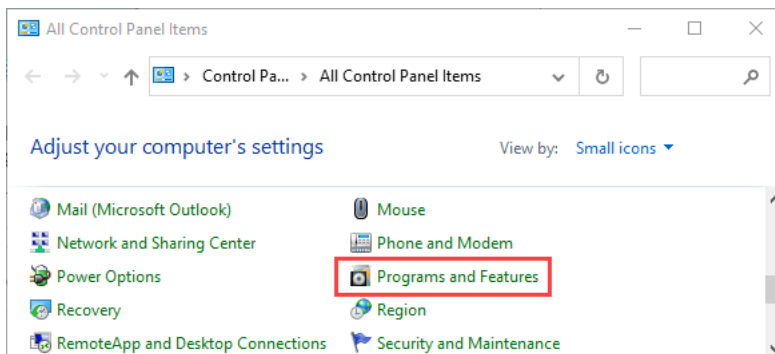 All Control Panel Items
Control Pa... All Control Panel Items
Adjust your computer's settings
View by: Small icons
Mail (Microsoft Outlook)
Mouse
Network and Sharing Center
Phone and Modem
Power Options
Programs and Features
Recovery
Region
RemoteApp and Desktop Connections
Security and Maintenance